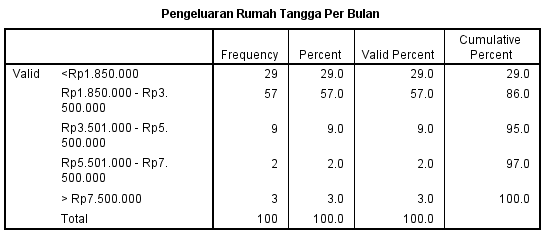 Pengeluaran Rumah Tangga Per Bulan
Frequency Percent Valid Percent Cumulative Percent
Valid <Rp1.850.000 29 29.0 29.0 29.0
Rp1.850.000 - Rp3.
500.000 57 57.0 57.0 86.0
Rp3.501.000 - Rp5.
500.000 9 9.0 9.0 95.0
Rp5.501.000 - Rp7.
500.000 2 2.0 2.0 97.0
> Rp7.500.000 3 3.0 3.0 100.0
Total 100 100.0 100.0